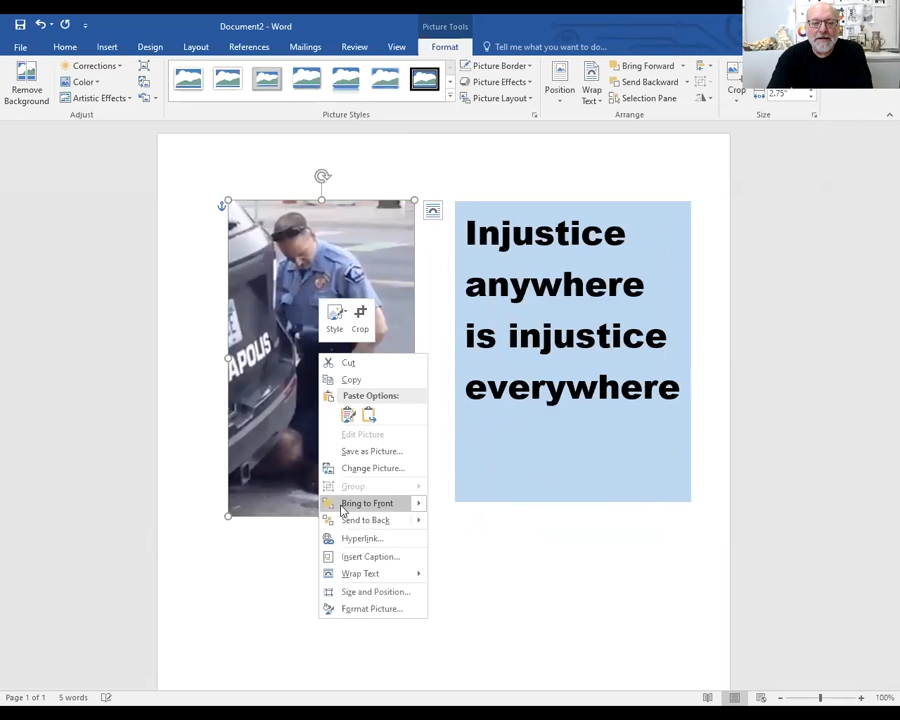 Document2 - Word
Picture Tools
File Home Insert Design Layout References Mailings Review View Format Tell me what you want to do...
Remove Background
Corrections
Color
Artistic Effects
Adjust
Picture Styles
Picture Border
Picture Effects
Picture Layout
Position
Wrap Text
Bring Forward
Send Backward
Selection Pane
Arrange
Crop
2.75"
Size
APOLIS
Injustice
anywhere
is injustice
everywhere
Style Crop
Cut
Copy
Paste Options:
Edit Picture
Save as Picture...
Change Picture...
Group
Bring to Front
Send to Back
Hyperlink...
Insert Caption...
Wrap Text
Size and Position...
Format Picture...
Page 1 of 1 5 words
100%